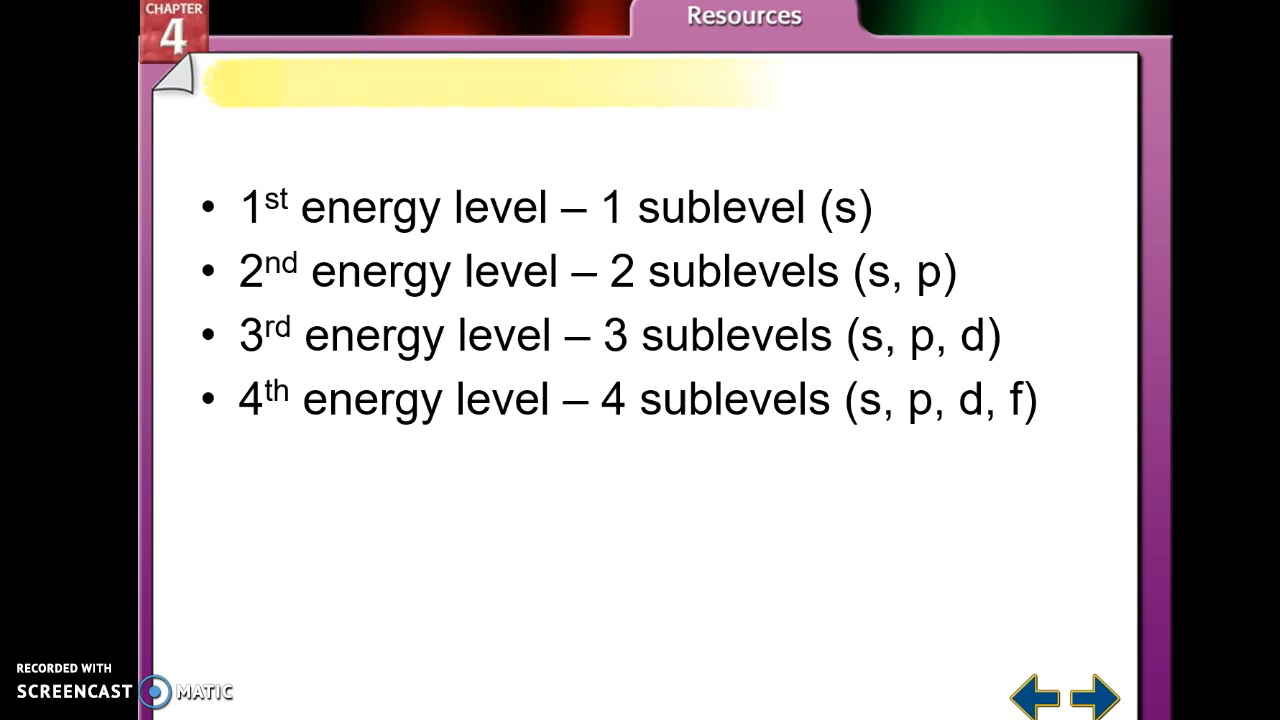 CHAPTER
4
Resources
• 1st energy level – 1 sublevel (s)
• 2nd energy level – 2 sublevels (s, p)
• 3rd energy level – 3 sublevels (s, p, d)
• 4th energy level – 4 sublevels (s, p, d, f)
RECORDED WITH
SCREENCAST MATIC